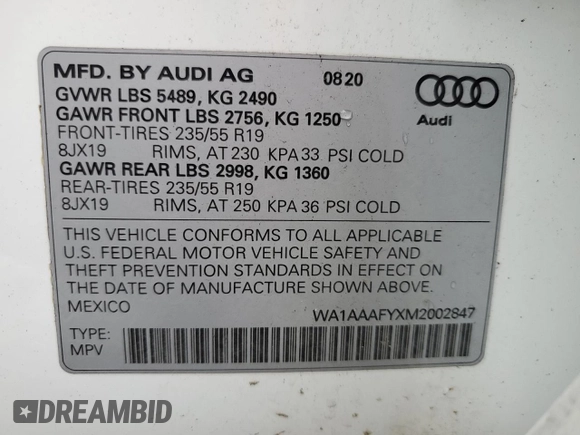 MFD. BY AUDI AG 08 20
GVWR LBS 5489, KG 2490
GAWR FRONT LBS 2756, KG 1250
FRONT-TIRES 235/55 R19
8JX19 RIMS, AT 230 KPA 33 PSI COLD
GAWR REAR LBS 2998, KG 1360
REAR-TIRES 235/55 R19
8JX19 RIMS, AT 250 KPA 36 PSI COLD
Audi
THIS VEHICLE CONFORMS TO ALL APPLICABLE
U.S. FEDERAL MOTOR VEHICLE SAFETY AND
THEFT PREVENTION STANDARDS IN EFFECT ON
THE DATE OF MANUFACTURE SHOWN ABOVE.
MEXICO WA1AAAFYXM2002847
TYPE:
MPV
DREAMBID